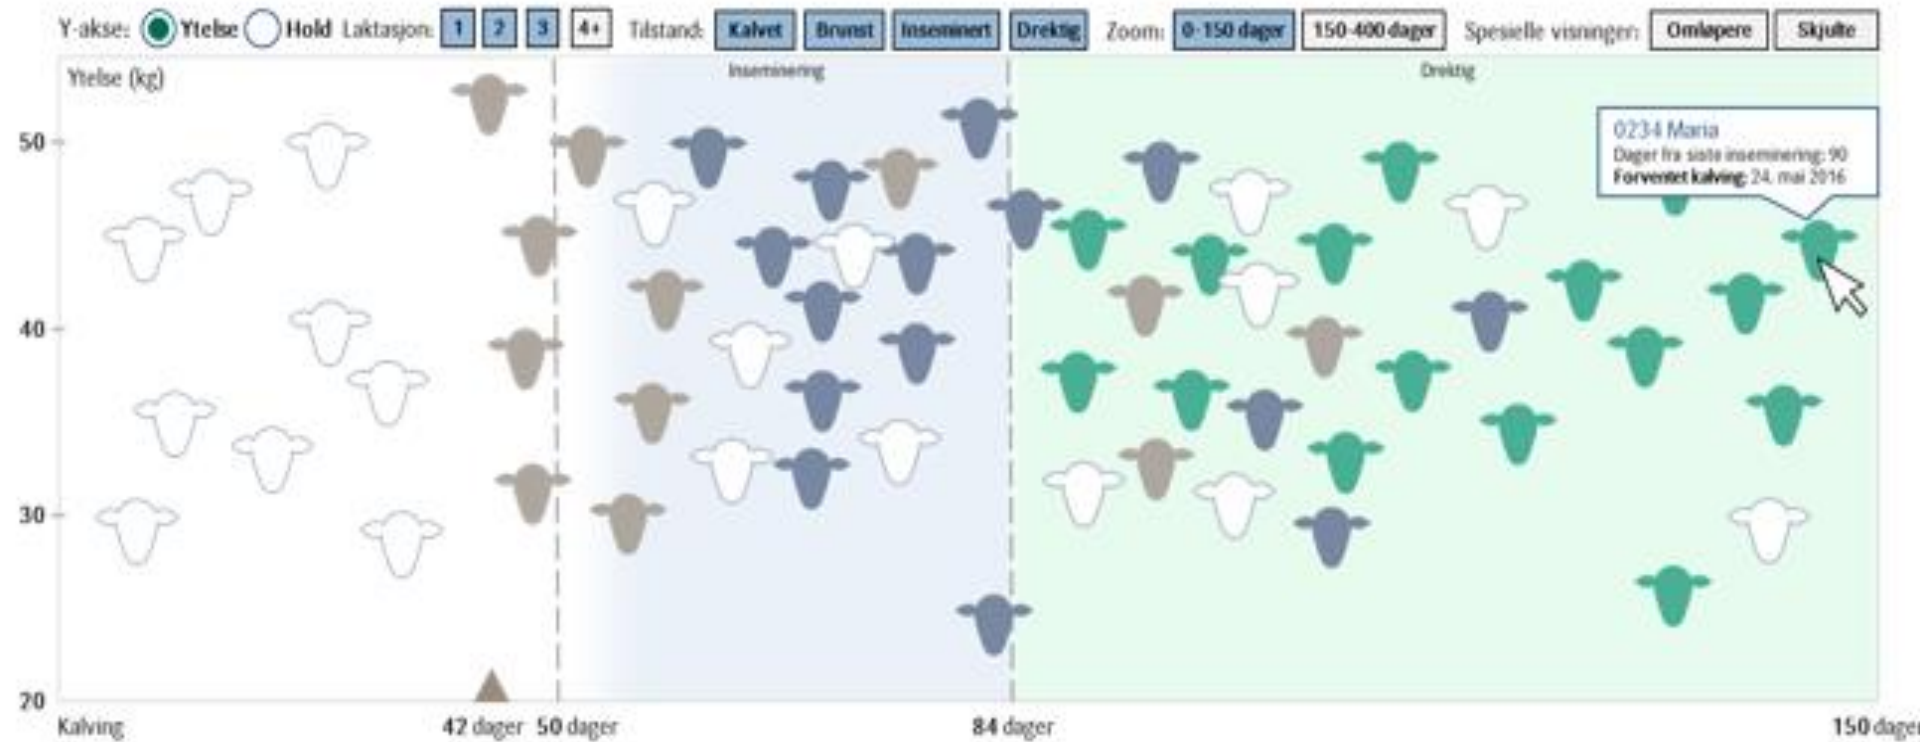 Y-akse: Ytelse Hold Laktasjon: 1 2 3 4+ Tilstand: Kalvet Brunst Inseminert Drektig Zoom: 0-150 dager 150-400 dager Spesielle visninger: Omløpere Skjulte
Ytelse (kg) Inseminering Drektig
0234 Maria
Dager fra siste inseminering: 90
Forventet kalving: 24. mai 2016
50
40
30
20
Kalving 42 dager 50 dager 84 dager 150 dager